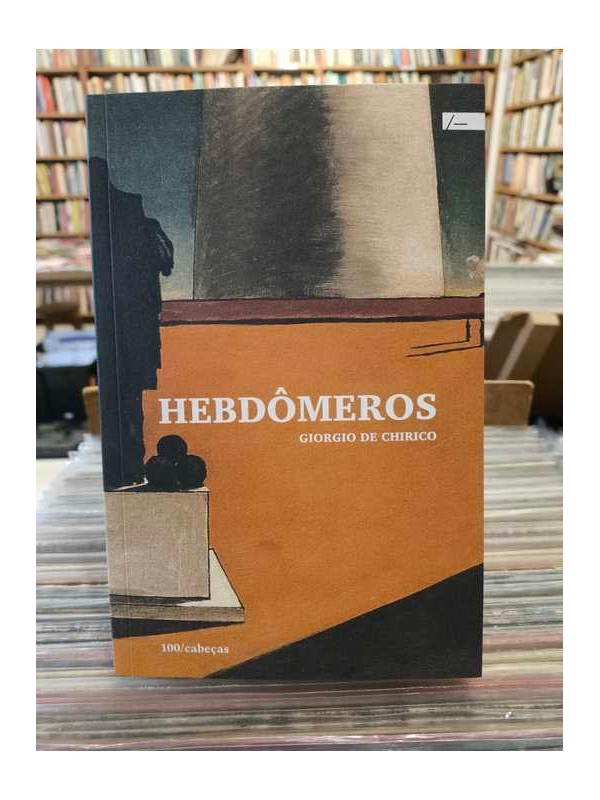 HEBDÔMEROS
GIORGIO DE CHIRICO
100/cabeças